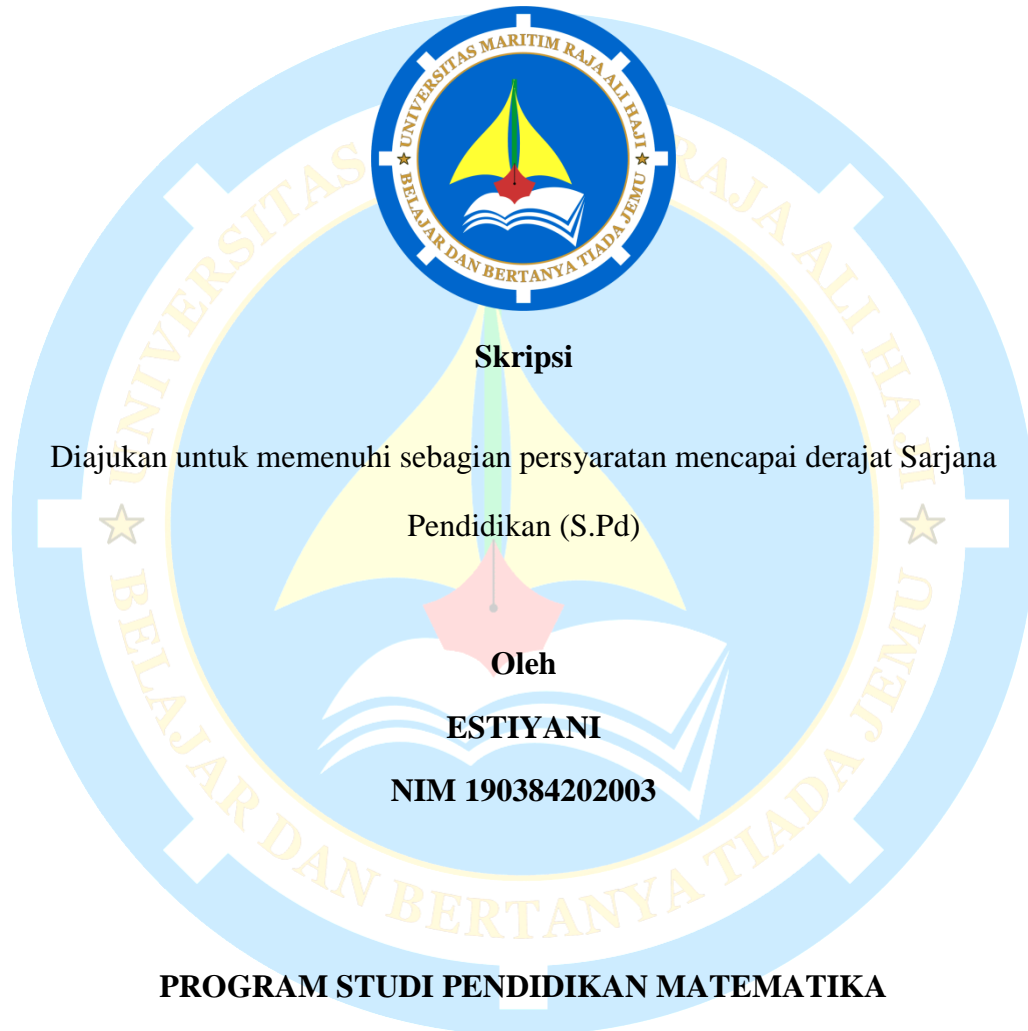 UNIVERSITAS MARITIM RAJA ALI HAJI
BELAJAR DAN BERTANYA TIADA JEMU
Skripsi
Diajukan untuk memenuhi sebagian persyaratan mencapai derajat Sarjana
Pendidikan (S.Pd)
Oleh
ESTIYANI
NIM 190384202003
PROGRAM STUDI PENDIDIKAN MATEMATIKA